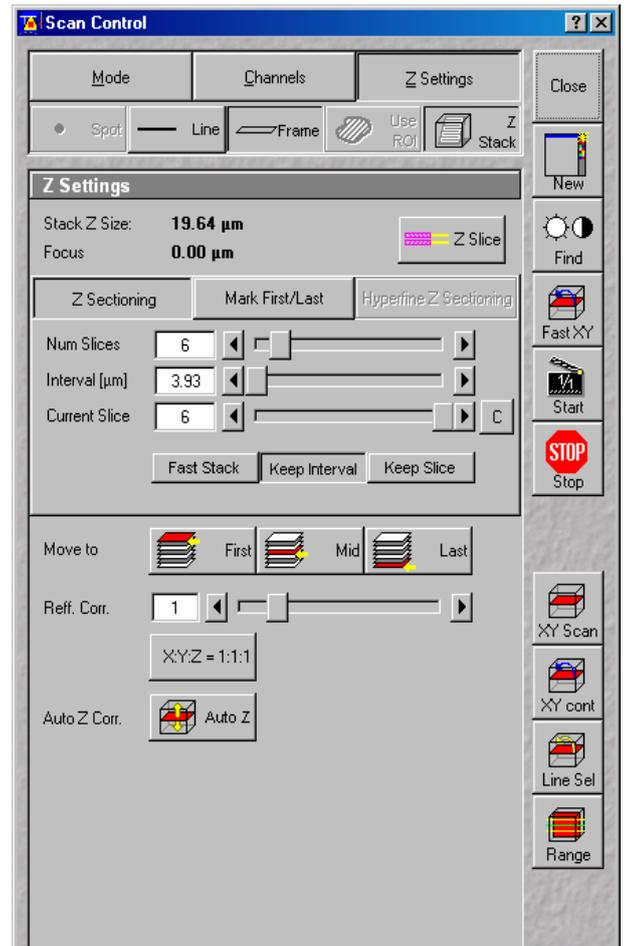 Scan Control
? ×
Mode Channels Z Settings
Spot Line Frame Use ROI Z Stack
Close
New
Find
Fast XY
1/1
Start
STOP
Stop
Z Settings
Stack Z Size: 19.64 µm
Focus 0.00 µm
Z Slice
Z Sectioning Mark First/Last Hyperfine Z Sectioning
Num Slices 6
Interval [µm] 3.93
Current Slice 6 C
Fast Stack Keep Interval Keep Slice
Move to First Mid Last
Reff. Corr. 1
X:Y:Z = 1:1:1
Auto Z Corr. Auto Z
XY Scan
XY cont
Line Sel
Range